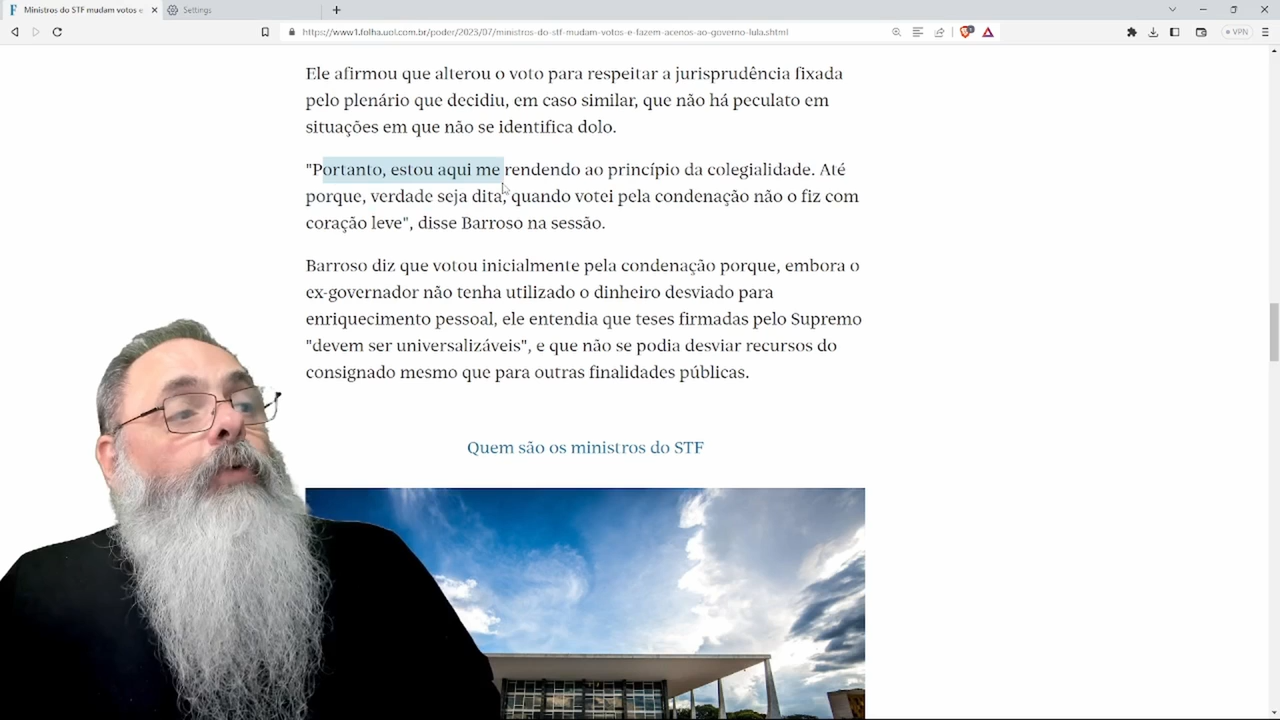 Ministros do STF mudam votos e
Settings
https://www1.folha.uol.com.br/poder/2023/07/ministros-do-stf-mudam-votos-e-fazem-acenos-ao-governo-lula.shtml
VPN
Ele afirmou que alterou o voto para respeitar a jurisprudência fixada
pelo plenário que decidiu, em caso similar, que não há peculato em
situações em que não se identifica dolo.
"Portanto, estou aqui me rendendo ao princípio da colegialidade. Até
porque, verdade seja dita, quando votei pela condenação não o fiz com
coração leve", disse Barroso na sessão.
Barroso diz que votou inicialmente pela condenação porque, embora o
ex-governador não tenha utilizado o dinheiro desviado para
enriquecimento pessoal, ele entendia que teses firmadas pelo Supremo
"devem ser universalizáveis", e que não se podia desviar recursos do
consignado mesmo que para outras finalidades públicas.
Quem são os ministros do STF